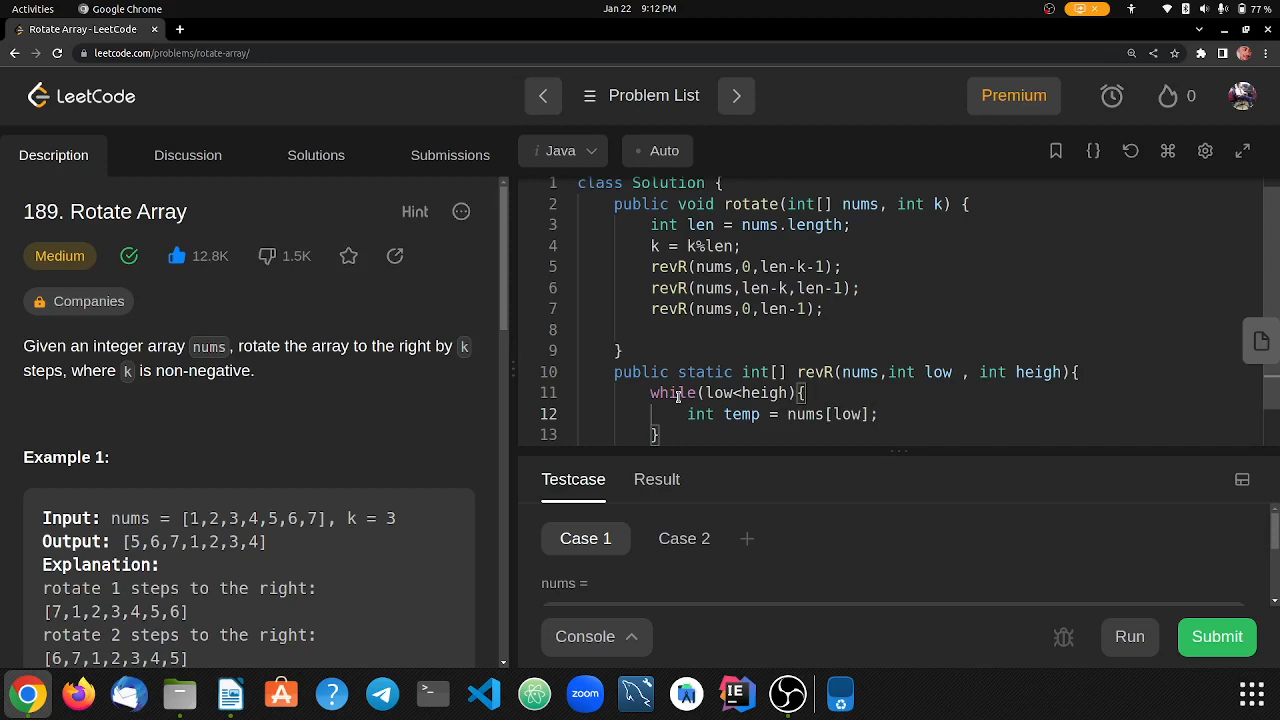 Activities
Google Chrome
Jan 22 9:12 PM
77 %
Rotate Array-LeetCode
leetcode.com/problems/rotate-array/
LeetCode
Problem List
Premium
0
Description
Discussion
Solutions
Submissions
i Java
Auto
189. Rotate Array
Hint
Medium
12.8K
1.5K
Companies
Given an integer array nums, rotate the array to the right by k
steps, where k is non-negative.
Example 1:
Input: nums = [1,2,3,4,5,6,7], k = 3
Output: [5,6,7,1,2,3,4]
Explanation:
rotate 1 steps to the right:
[7,1,2,3,4,5,6]
rotate 2 steps to the right:
[6,7,1,2,3,4,5]
1 class Solution {
2 public void rotate(int[] nums, int k) {
3 int len = nums.length;
4 k = k%len;
5 revR(nums,0,len-k-1);
6 revR(nums,len-k,len-1);
7 revR(nums,0,len-1);
8
9 }
10 public static int[] revR(nums,int low , int heigh){
11 while(low<heigh){
12 int temp = nums[low];
13 }
Testcase
Result
Case 1
Case 2
nums =
Console
Run
Submit
zoom